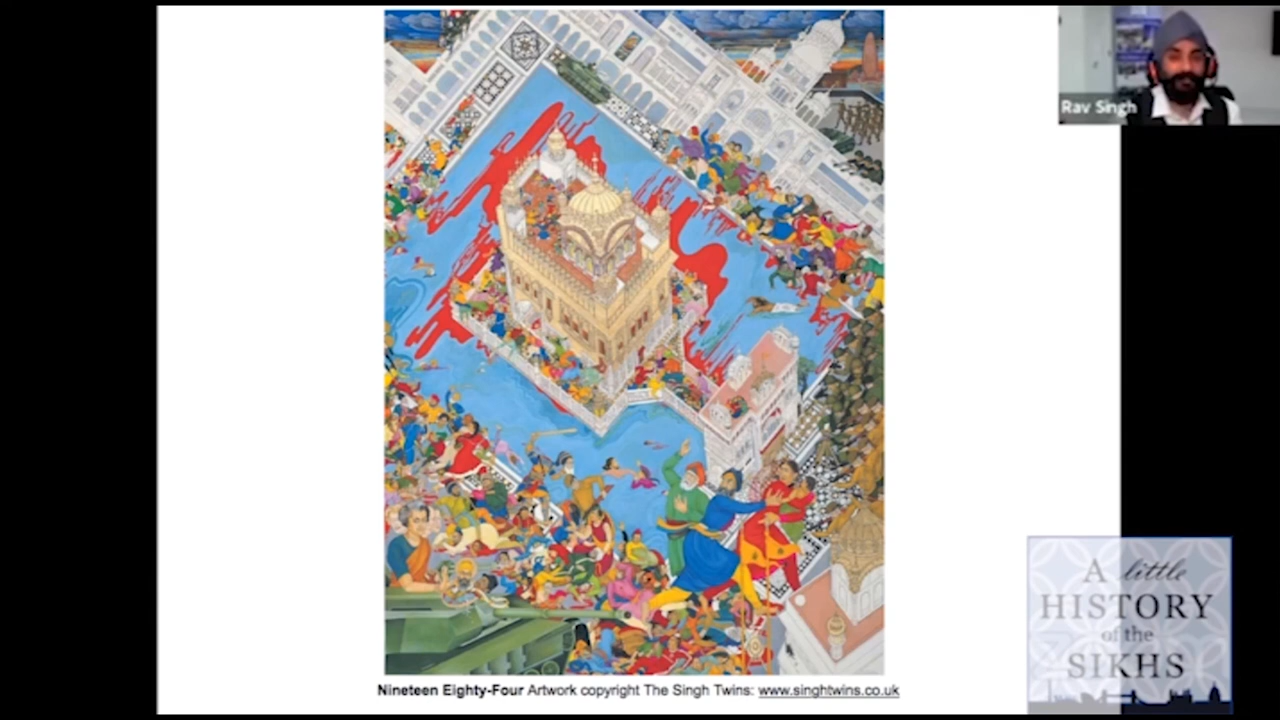 Rav Singh
Nineteen Eighty-Four Artwork copyright The Singh Twins: www.singhtwins.co.uk
A little
HISTORY
of the
SIKHS